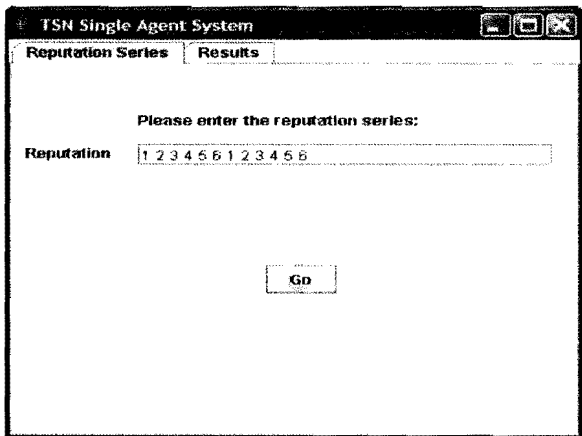 TSN Single Agent System
Reputation Series Results
Please enter the reputation series:
Reputation 1 2 3 4 5 6 1 2 3 4 5 6
Go